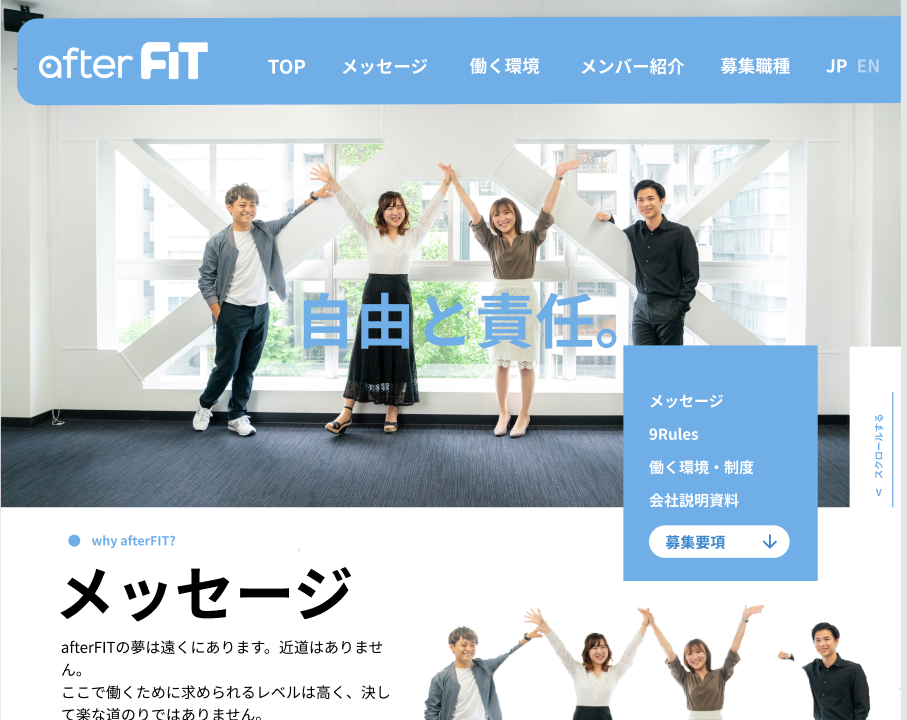 after FIT
TOP メッセージ 働く環境 メンバー紹介 募集職種 JP EN
自由と責任。
メッセージ
9Rules
働く環境・制度
会社説明資料
募集要項
スクロールする
why afterFIT?
メッセージ
afterFITの夢は遠くにあります。近道はありませ
ん。
ここで働くために求められるレベルは高く、決し
て楽な道のりではありません。